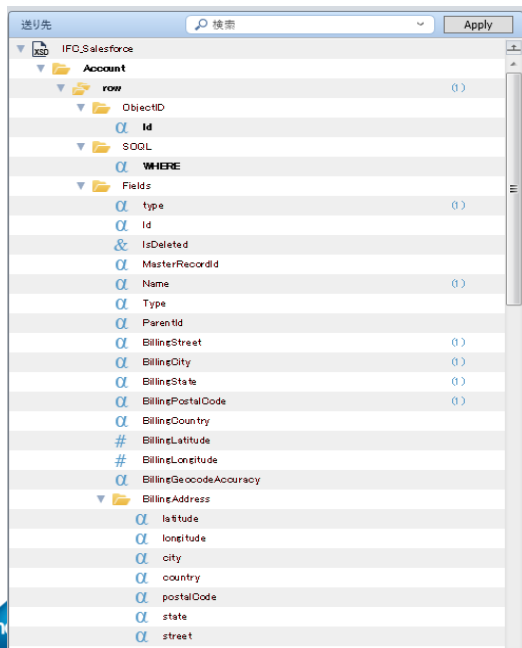 送り先 検索 Apply
XSD IFC_Salesforce
Account
row (1)
ObjectID
α Id
SOQL
α WHERE
Fields
α type (1)
α Id
& IsDeleted
α MasterRecordId
α Name (1)
α Type
α ParentId
α BillingStreet (1)
α BillingCity (1)
α BillingState (1)
α BillingPostalCode (1)
α BillingCountry
# BillingLatitude
# BillingLongitude
α BillingGeocodeAccuracy
BillingAddress
α latitude
α longitude
α city
α country
α postalCode
α state
α street